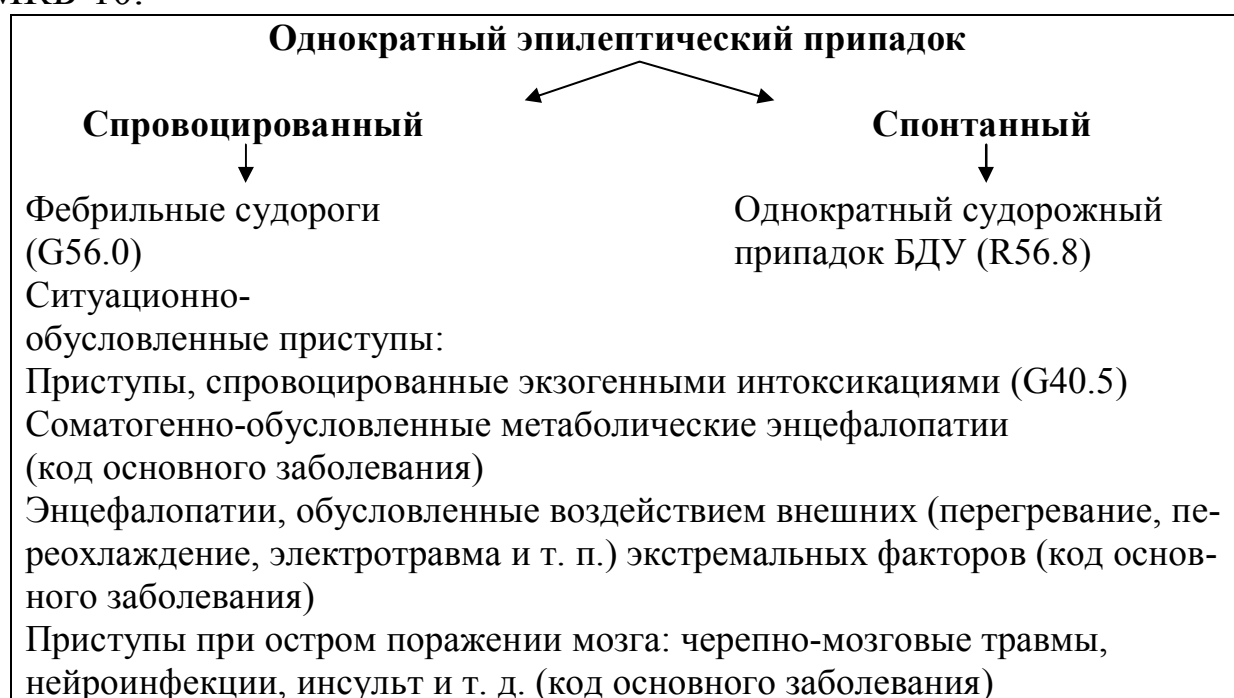 МКБ-10:
Однократный эпилептический припадок
Спровоцированный
Спонтанный
Фебрильные судороги
(G56.0)
Однократный судорожный
припадок БДУ (R56.8)
Ситуационно-
обусловленные приступы:
Приступы, спровоцированные экзогенными интоксикациями (G40.5)
Соматогенно-обусловленные метаболические энцефалопатии
(код основного заболевания)
Энцефалопатии, обусловленные воздействием внешних (перегревание, пе-
реохлаждение, электротравма и т. п.) экстремальных факторов (код основ-
ного заболевания)
Приступы при остром поражении мозга: черепно-мозговые травмы,
нейроинфекции, инсульт и т. д. (код основного заболевания)